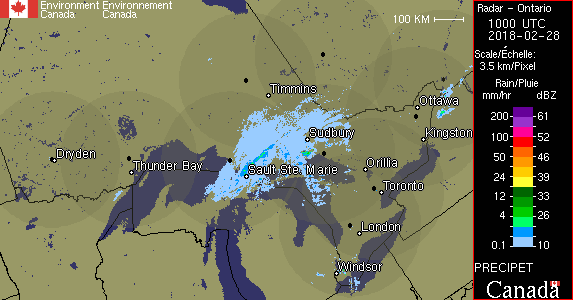 Environment Environnement
Canada Canada
Radar - Ontario
1000 UTC
2018-02-28
100 KM
Scale/Échelle:
3.5 km/Pixel
Rain/Pluie
mm/hr dBZ
200 61
100 52
50 46
24 39
12 33
4 26
0.1 10
PRECIPET
Canada
Timmins
Ottawa
Sudbury
Kingston
Dryden
Thunder Bay
Sault Ste. Marie
Orillia
Toronto
London
Windsor